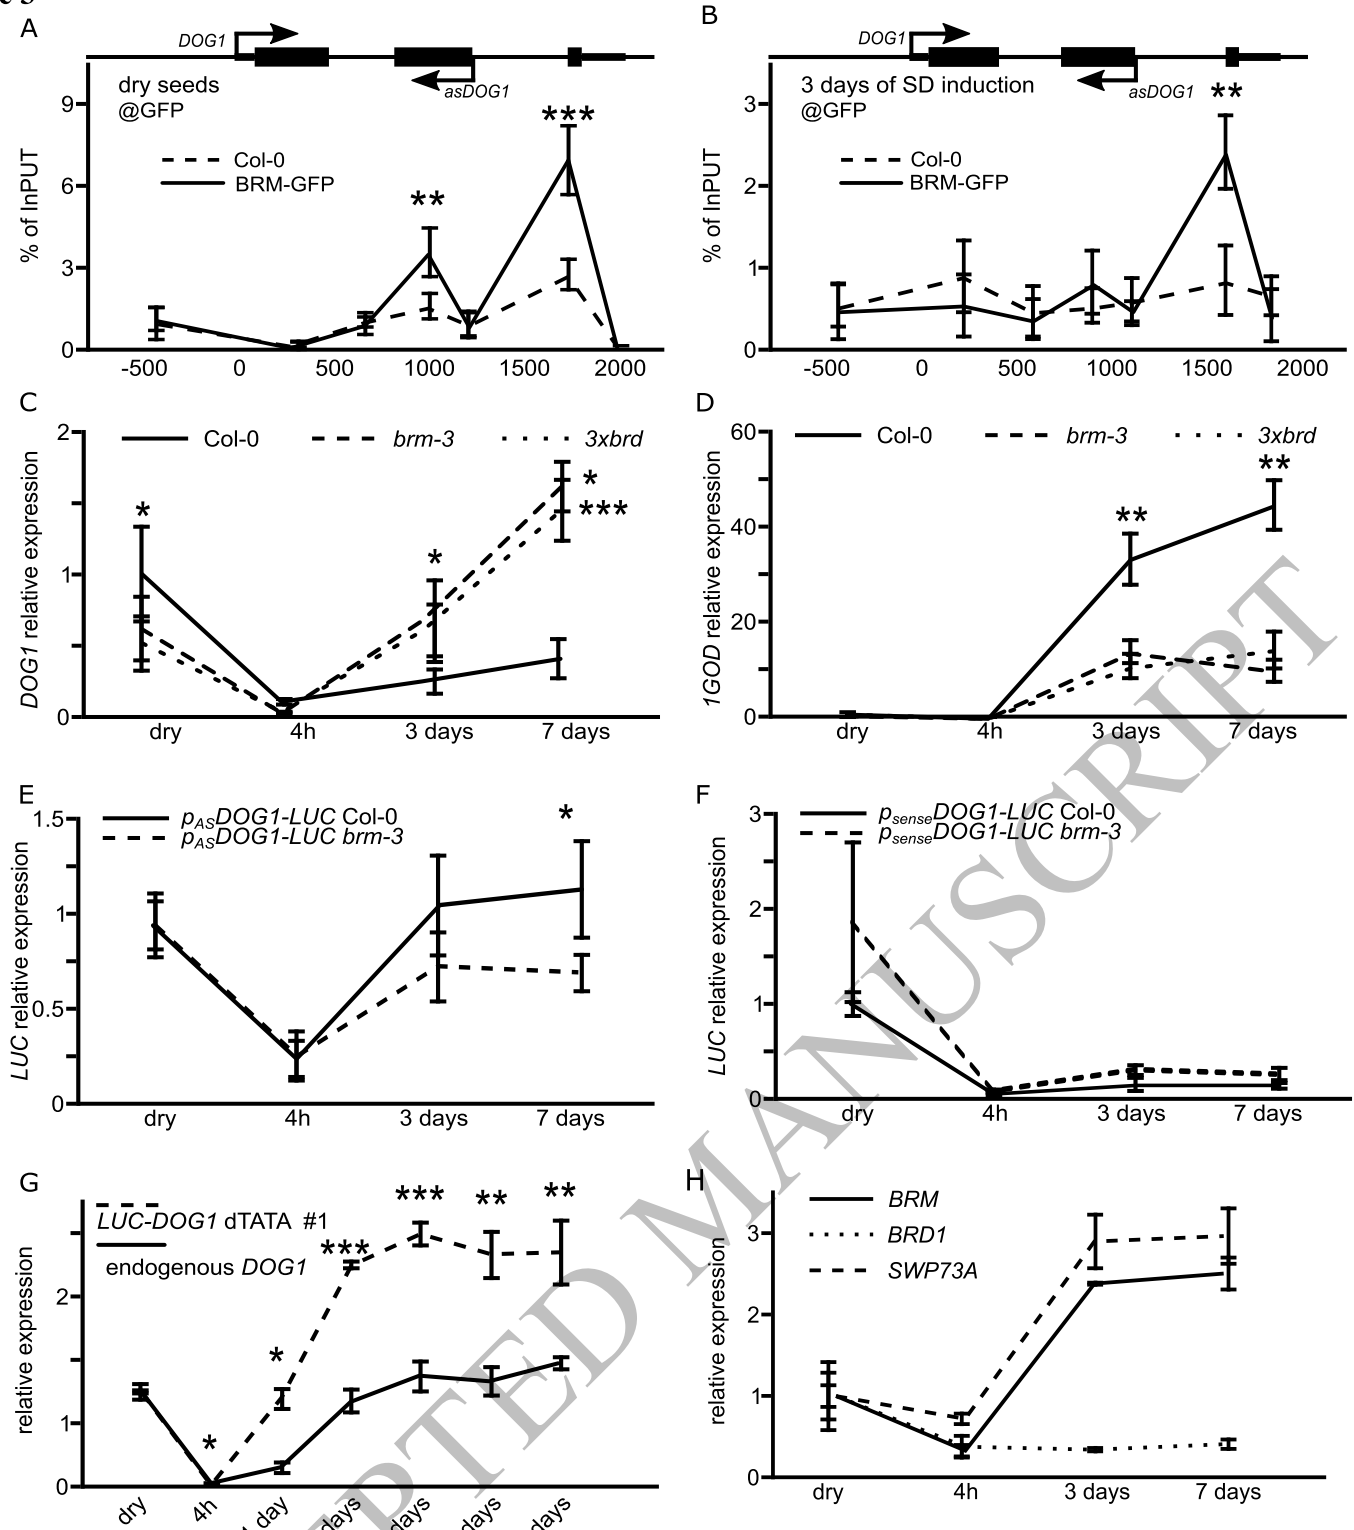 A
DOG1
asDOG1
dry seeds
@GFP
***
**
Col-0
BRM-GFP
% of InPUT
9
6
3
0
-500 0 500 1000 1500 2000
B
DOG1
asDOG1
3 days of SD induction
@GFP
**
Col-0
BRM-GFP
% of InPUT
3
2
1
0
-500 0 500 1000 1500 2000
C
Col-0 brm-3 3xbrd
DOG1 relative expression
2
1
0
*
*
*
***
dry 4h 3 days 7 days
D
Col-0 brm-3 3xbrd
1GOD relative expression
60
40
20
0
**
**
dry 4h 3 days 7 days
E
pASDOG1-LUC Col-0
pASDOG1-LUC brm-3
*
LUC relative expression
1.5
1
0.5
0
dry 4h 3 days 7 days
F
psenseDOG1-LUC Col-0
psenseDOG1-LUC brm-3
LUC relative expression
3
2
1
0
dry 4h 3 days 7 days
G
LUC-DOG1 dTATA #1
endogenous DOG1
relative expression
2
1
0
*
*
***
***
**
**
dry 4h day days days days days
H
BRM
BRD1
SWP73A
relative expression
3
2
1
0
dry 4h 3 days 7 days
MANUSCRIPT